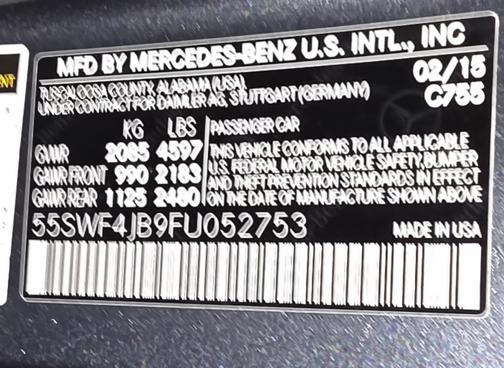 ENT
MFD BY MERCEDES-BENZ U.S. INTL., INC
TUSCALOOSA COUNTY, ALABAMA (USA) 02/15
UNDER CONTRACT FOR DAIMLER AG, STUTTGART (GERMANY) C755
KG LBS PASSENGER CAR
GVWR 2085 4597 THIS VEHICLE CONFORMS TO ALL APPLICABLE
GAWR FRONT 990 2183 U.S. FEDERAL MOTOR VEHICLE SAFETY, BUMPER
GAWR REAR 1125 2480 AND THEFT PREVENTION STANDARDS IN EFFECT
ON THE DATE OF MANUFACTURE SHOWN ABOVE
55SWF4JB9FU052753 MADE IN USA